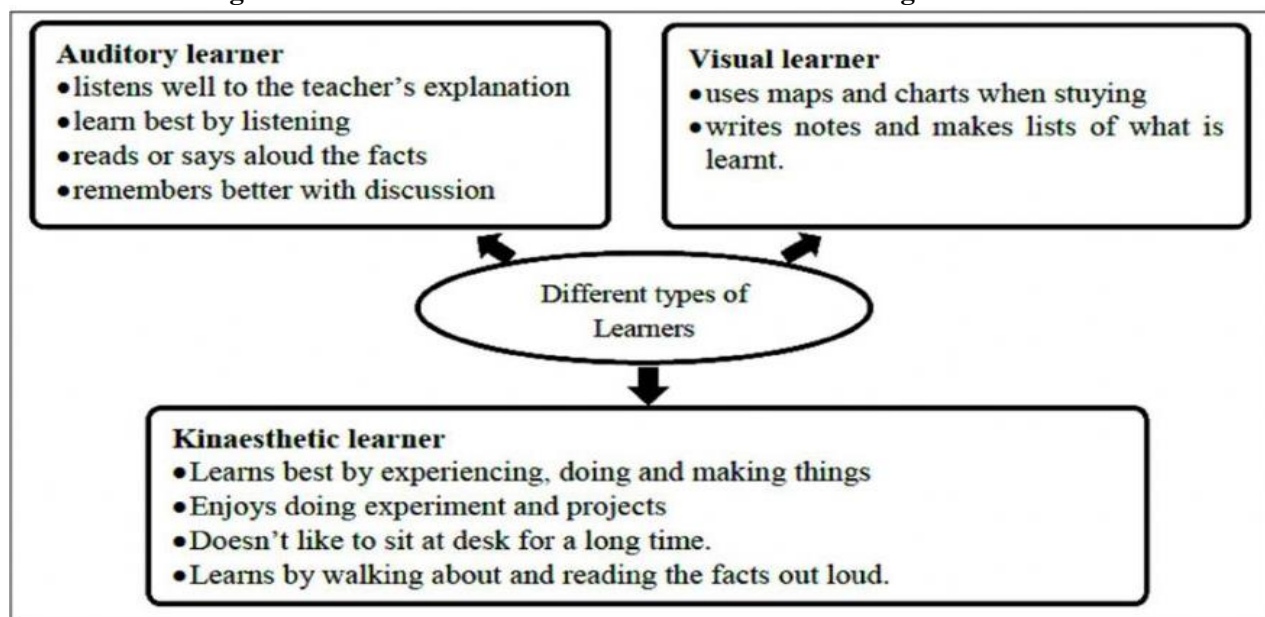 Auditory learner
●listens well to the teacher's explanation
●learn best by listening
●reads or says aloud the facts
●remembers better with discussion
Visual learner
●uses maps and charts when stuying
●writes notes and makes lists of what is
learnt.
Different types of
Learners
Kinaesthetic learner
●Learns best by experiencing, doing and making things
●Enjoys doing experiment and projects
●Doesn't like to sit at desk for a long time.
●Learns by walking about and reading the facts out loud.